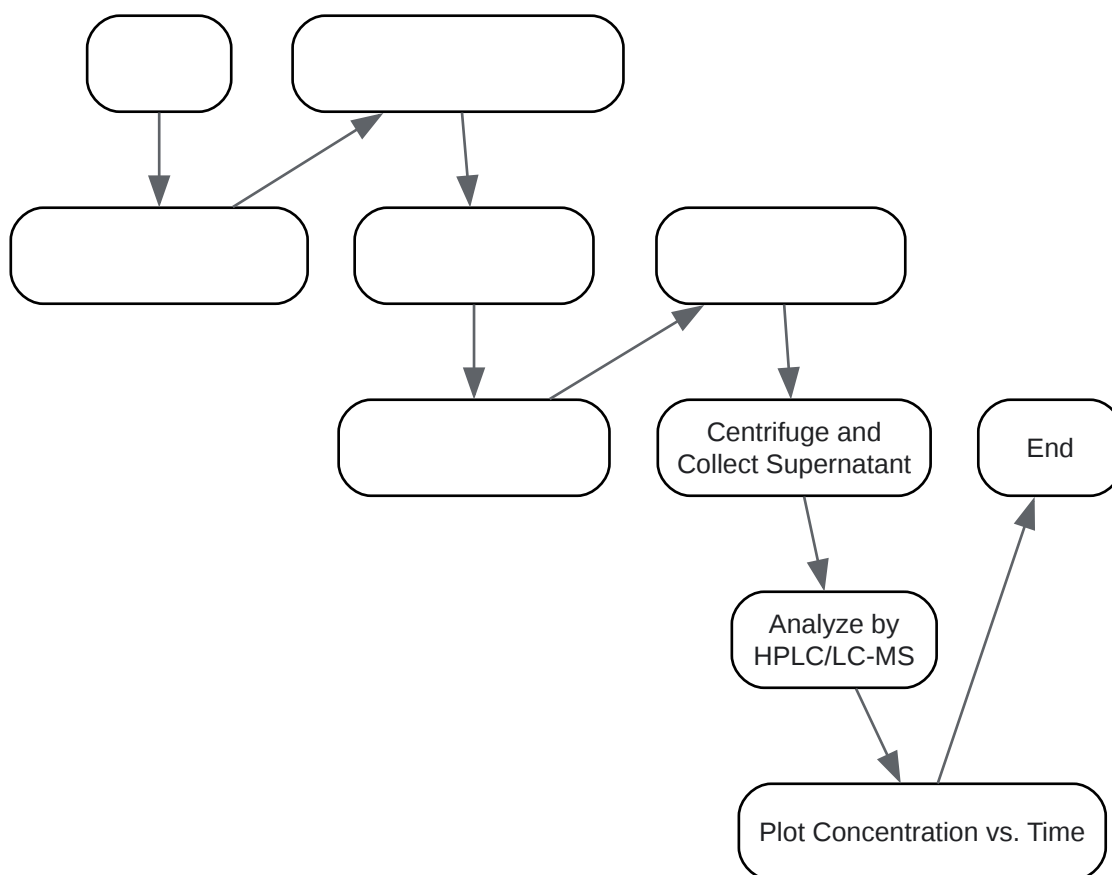 Centrifuge and
Collect Supernatant
End
Analyze by
HPLC/LC-MS
Plot Concentration vs. Time